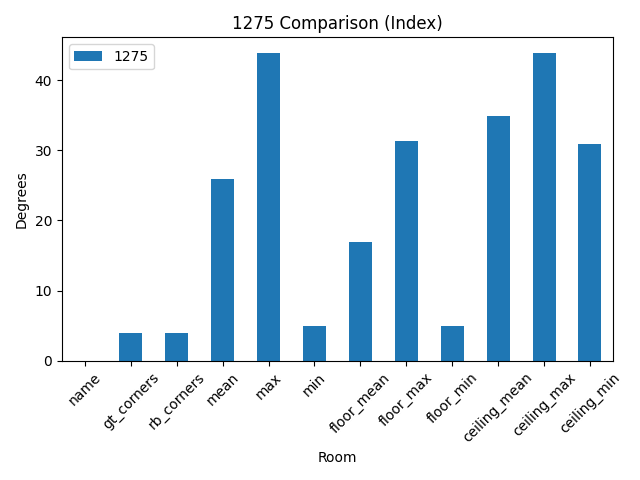 1275 Comparison (Index)
1275
Degrees
40
30
20
10
0
name
gt_corners
rb_corners
mean
max
min
floor_mean
floor_max
floor_min
ceiling_mean
ceiling_max
ceiling_min
Room